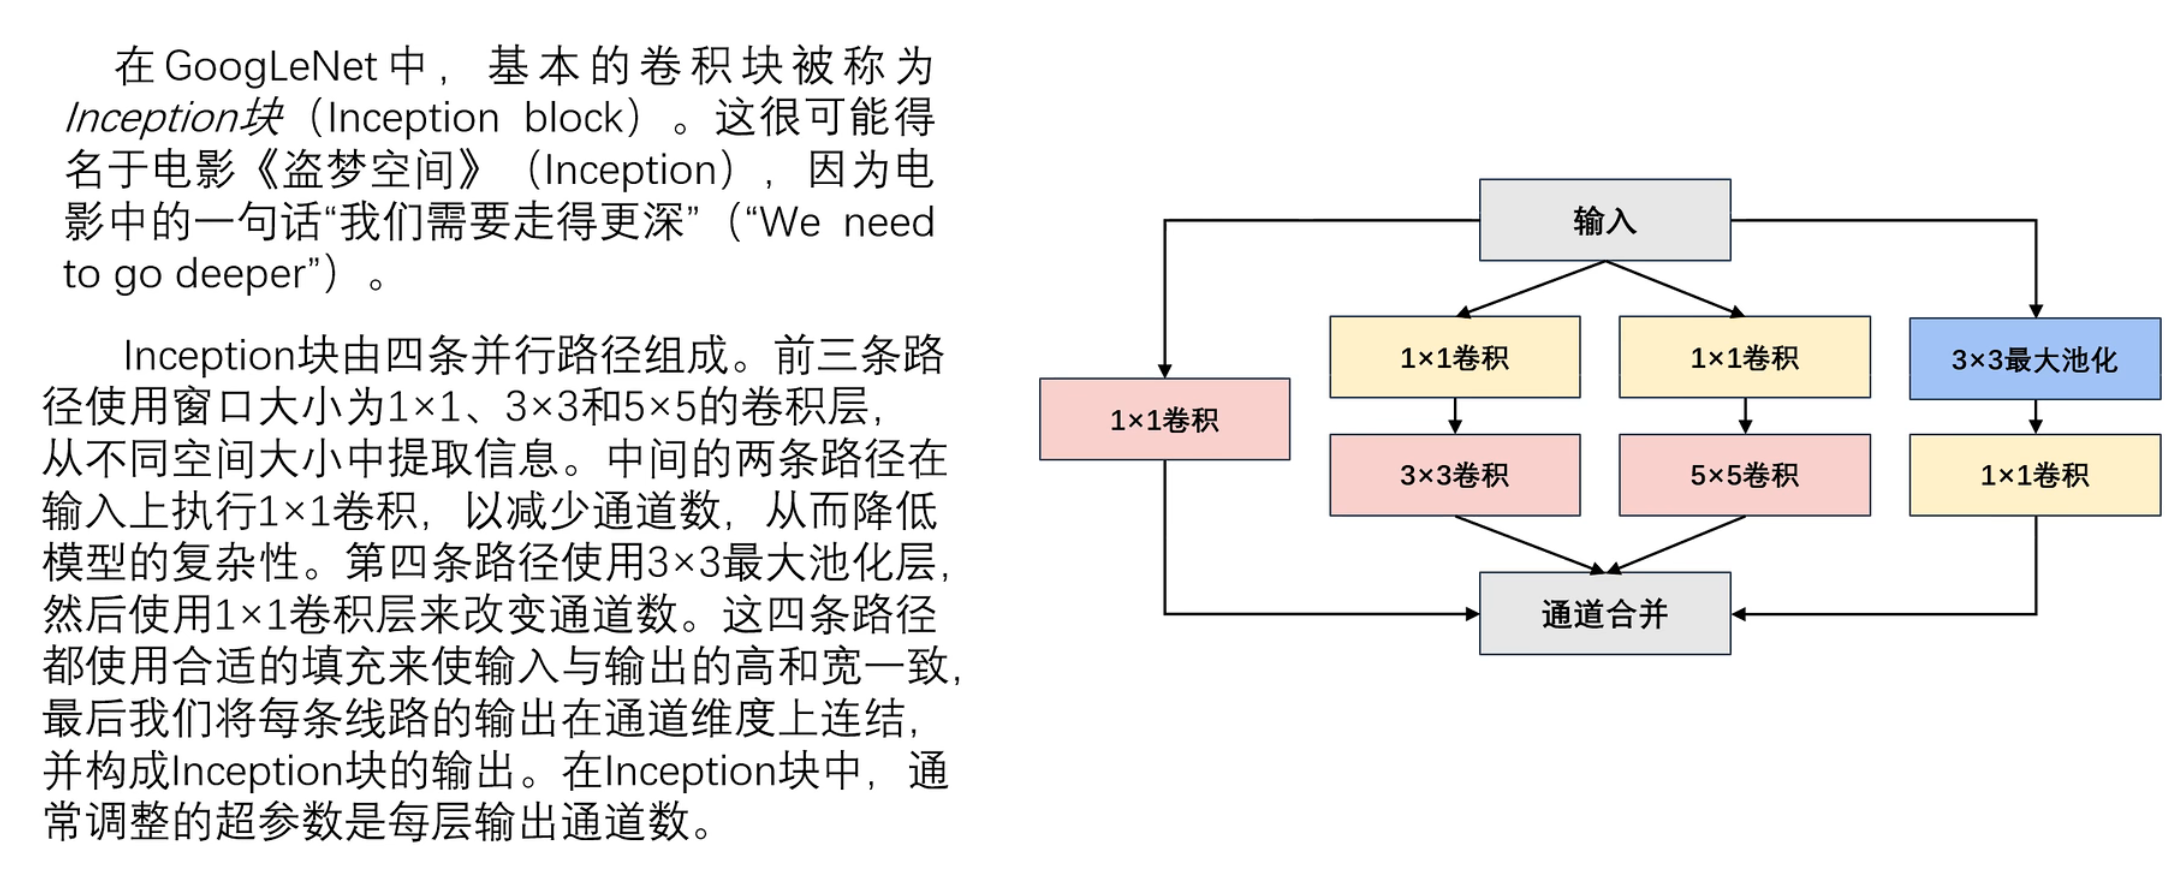 在GoogLeNet中，基本的卷积块被称为
Inception块（Inception block）。这很可能得
名于电影《盗梦空间》（Inception），因为电
影中的一句话“我们需要走得更深”（“We need
to go deeper”）。
Inception块由四条并行路径组成。前三条路
径使用窗口大小为1×1、3×3和5×5的卷积层，
从不同空间大小中提取信息。中间的两条路径在
输入上执行1×1卷积，以减少通道数，从而降低
模型的复杂性。第四条路径使用3×3最大池化层，
然后使用1×1卷积层来改变通道数。这四条路径
都使用合适的填充来使输入与输出的高和宽一致，
最后我们将每条线路的输出在通道维度上连结，
并构成Inception块的输出。在Inception块中，通
常调整的超参数是每层输出通道数。
输入
1×1卷积
1×1卷积
3×3最大池化
1×1卷积
3×3卷积
5×5卷积
1×1卷积
通道合并